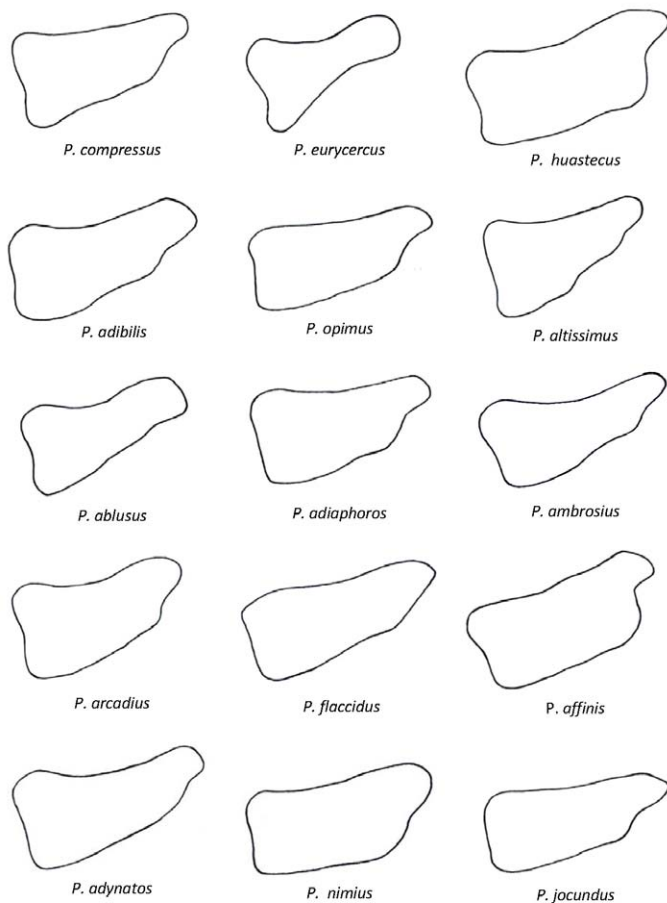 P. compressus
P. eurycercus
P. huastecus
P. adibilis
P. opimus
P. altissimus
P. ablusus
P. adiaphoros
P. ambrosius
P. arcadius
P. flaccidus
P. affinis
P. adynatos
P. nimius
P. jocundus